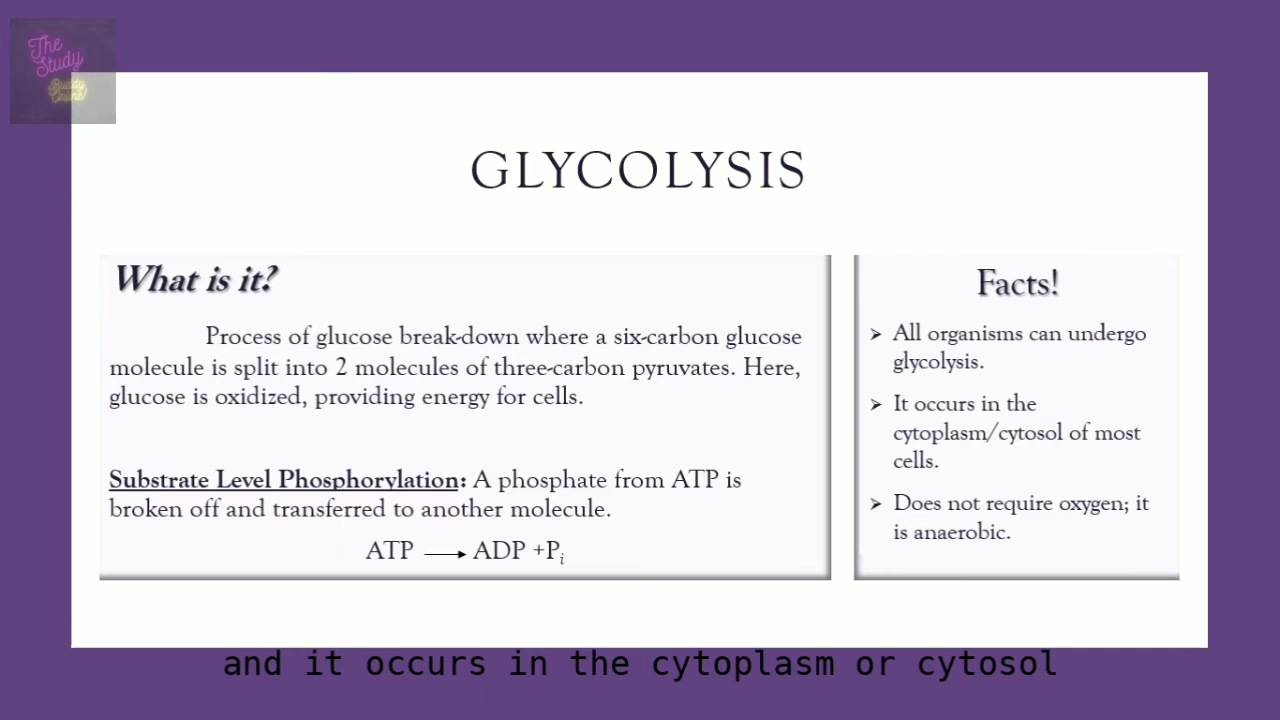 The
Study
Buddy
Online!
GLYCOLYSIS
What is it?
Process of glucose break-down where a six-carbon glucose
molecule is split into 2 molecules of three-carbon pyruvates. Here,
glucose is oxidized, providing energy for cells.
Substrate Level Phosphorylation: A phosphate from ATP is
broken off and transferred to another molecule.
ATP → ADP +Pi
Facts!
➢ All organisms can undergo
glycolysis.
➢ It occurs in the
cytoplasm/cytosol of most
cells.
➢ Does not require oxygen; it
is anaerobic.
and it occurs in the cytoplasm or cytosol